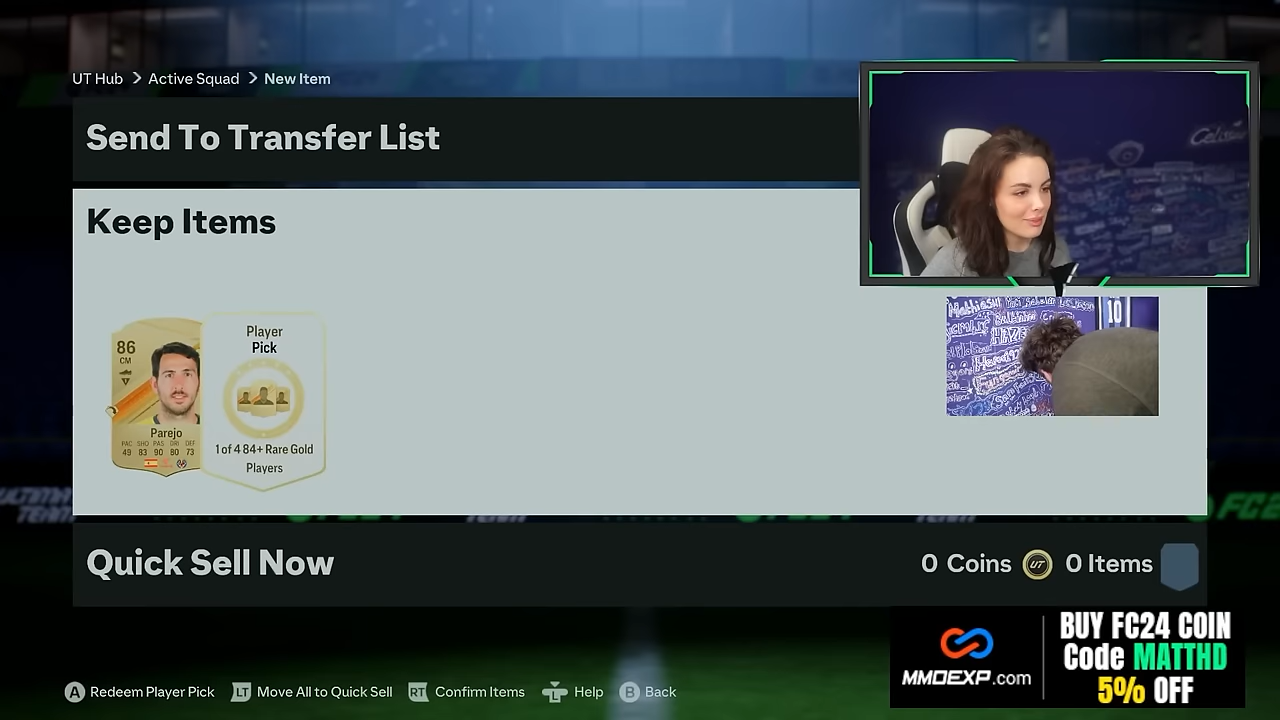 UT Hub > Active Squad > New Item
Send To Transfer List
Keep Items
86
CM
Parejo
PAC SHO PAS DRI DEF
49 83 90 80 73
Player
Pick
1 of 4 84+ Rare Gold
Players
10
Quick Sell Now
0 Coins UT 0 Items
FC2
A Redeem Player Pick LT Move All to Quick Sell RT Confirm Items L Help B Back
MMOEXP.com
BUY FC24 COIN
Code MATTHD
5% OFF